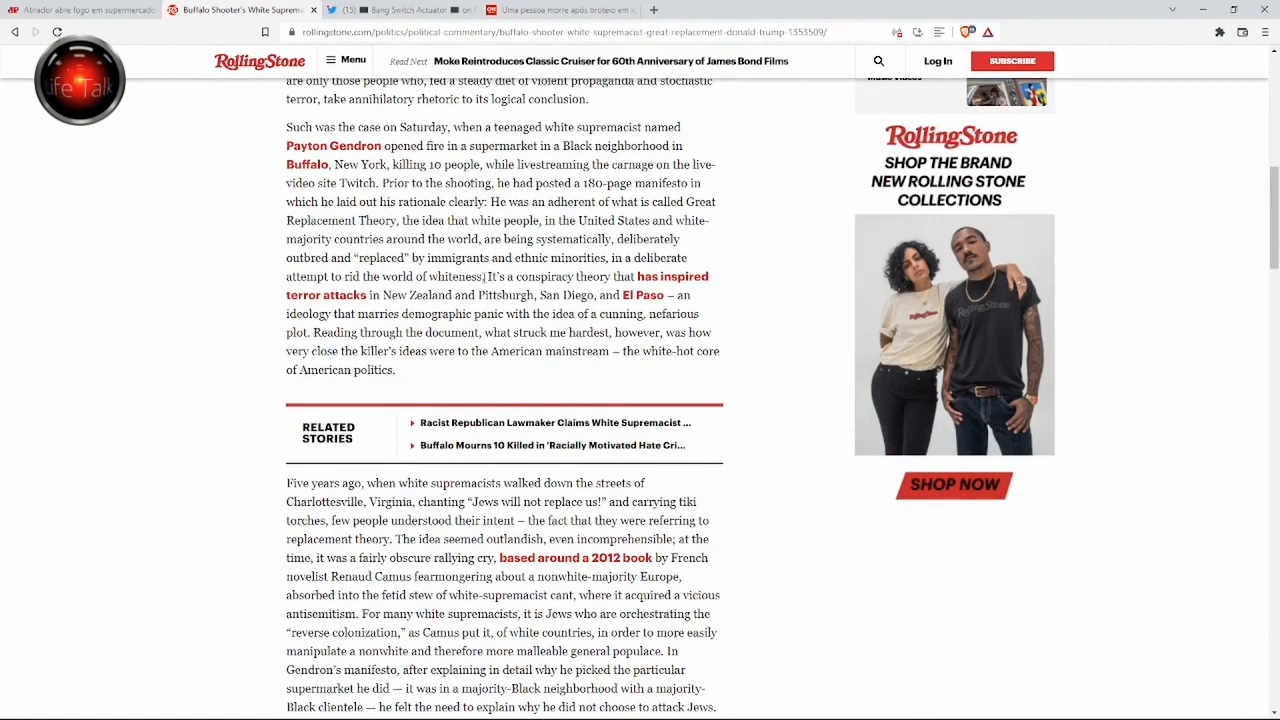 Atirador abre fogo em supermercado
Buffalo Shooter's White Suprema
(15) Bang Switch Actuator on
Uma pessoa morre após tiroteio em
rollingstone.com/politics/political-commentary/buffalo-shooter-white-supremacist-great-replacement-donald-trump-1353509/
Life Talk
RollingStone
Menu
Read Next Moke Reintroduces Classic Cruiser for 60th Anniversary of James Bond Films
Log In
SUBSCRIBE
to those people who, fed a steady diet of violent propaganda and stochastic
terror, take annihilatory rhetoric to its logical conclusion.
Such was the case on Saturday, when a teenaged white supremacist named
Payton Gendron opened fire in a supermarket in a Black neighborhood in
Buffalo, New York, killing 10 people, while livestreaming the carnage on the live-
video site Twitch. Prior to the shooting, he had posted a 180-page manifesto in
which he laid out his rationale clearly: He was an adherent of what is called Great
Replacement Theory, the idea that white people, in the United States and white-
majority countries around the world, are being systematically, deliberately
outbred and “replaced” by immigrants and ethnic minorities, in a deliberate
attempt to rid the world of whiteness. It’s a conspiracy theory that has inspired
terror attacks in New Zealand and Pittsburgh, San Diego, and El Paso – an
ideology that marries demographic panic with the idea of a cunning, nefarious
plot. Reading through the document, what struck me hardest, however, was how
very close the killer’s ideas were to the American mainstream – the white-hot core
of American politics.
RELATED
STORIES
Racist Republican Lawmaker Claims White Supremacist ...
Buffalo Mourns 10 Killed in 'Racially Motivated Hate Cri...
Five years ago, when white supremacists walked down the streets of
Charlottesville, Virginia, chanting “Jews will not replace us!” and carrying tiki
torches, few people understood their intent – the fact that they were referring to
replacement theory. The idea seemed outlandish, even incomprehensible; at the
time, it was a fairly obscure rallying cry, based around a 2012 book by French
novelist Renaud Camus fearmongering about a nonwhite-majority Europe,
absorbed into the fetid stew of white-supremacist cant, where it acquired a vicious
antisemitism. For many white supremacists, it is Jews who are orchestrating the
“reverse colonization,” as Camus put it, of white countries, in order to more easily
manipulate a nonwhite and therefore more malleable general populace. In
Gendron’s manifesto, after explaining in detail why he picked the particular
supermarket he did — it was in a majority-Black neighborhood with a majority-
Black clientele — he felt the need to explain why he did not choose to attack Jews.
Music Videos
RollingStone
SHOP THE BRAND
NEW ROLLING STONE
COLLECTIONS
RollingStone
RollingStone
SHOP NOW